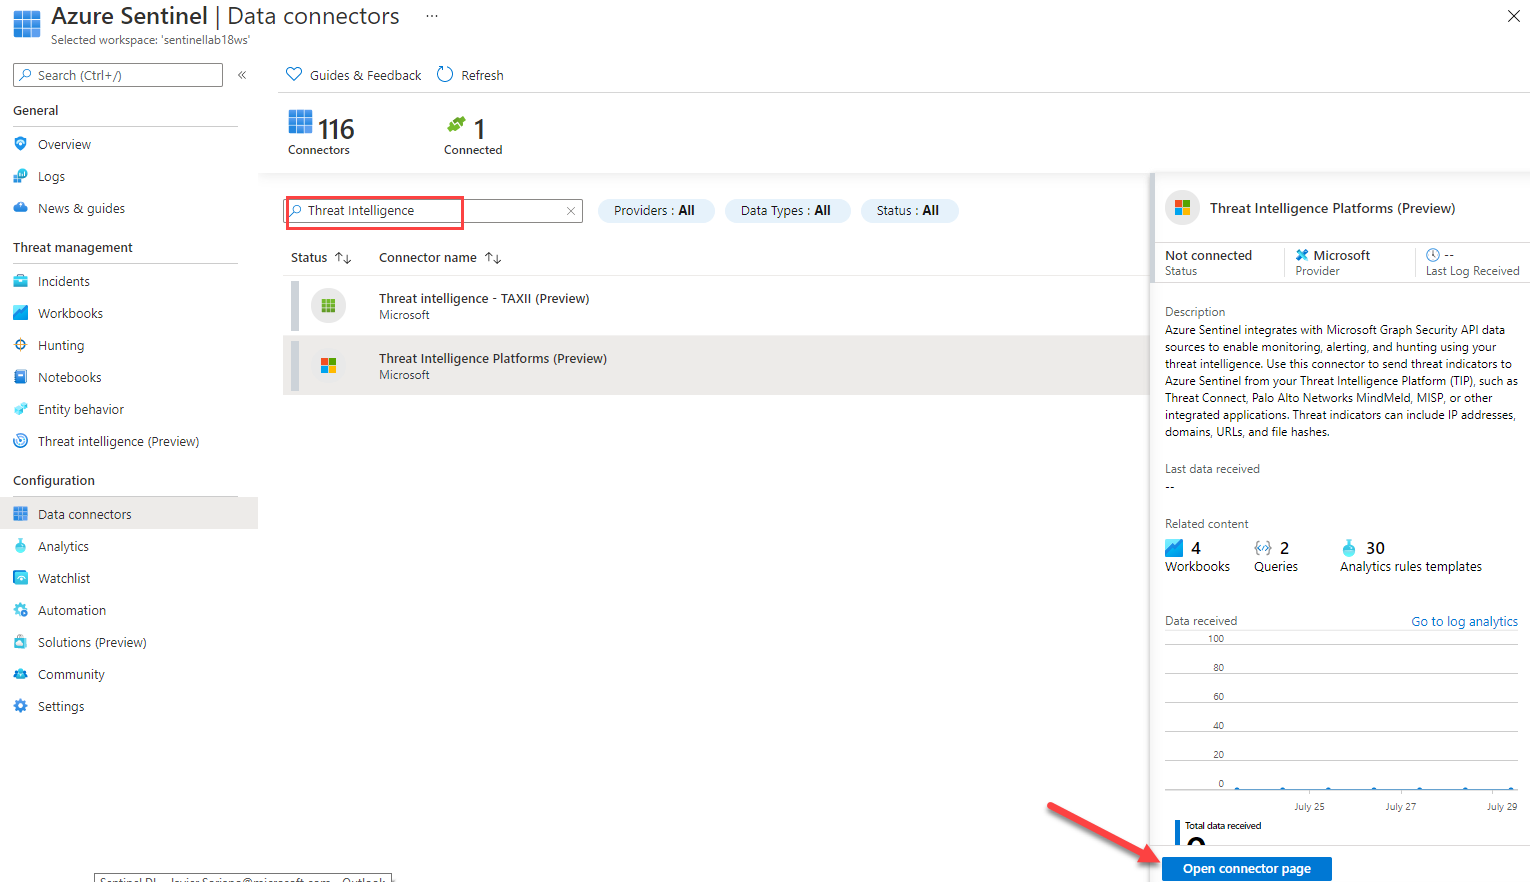 Azure Sentinel | Data connectors ...
Selected workspace: 'sentinellab18ws'
Search (Ctrl+/)
«
General
Overview
Logs
News & guides
Threat management
Incidents
Workbooks
Hunting
Notebooks
Entity behavior
Threat intelligence (Preview)
Configuration
Data connectors
Analytics
Watchlist
Automation
Solutions (Preview)
Community
Settings
Guides & Feedback
Refresh
116
Connectors
1
Connected
Threat Intelligence
Providers : All
Data Types : All
Status : All
Status
Connector name
Threat intelligence - TAXII (Preview)
Microsoft
Threat Intelligence Platforms (Preview)
Microsoft
Threat Intelligence Platforms (Preview)
Not connected
Status
Microsoft
Provider
--
Last Log Received
Description
Azure Sentinel integrates with Microsoft Graph Security API data
sources to enable monitoring, alerting, and hunting using your
threat intelligence. Use this connector to send threat indicators to
Azure Sentinel from your Threat Intelligence Platform (TIP), such as
Threat Connect, Palo Alto Networks MindMeld, MISP, or other
integrated applications. Threat indicators can include IP addresses,
domains, URLs, and file hashes.
Last data received
--
Related content
4
Workbooks
2
Queries
30
Analytics rules templates
Data received
Go to log analytics
100
80
60
40
20
0
July 25
July 27
July 29
Total data received
Open connector page